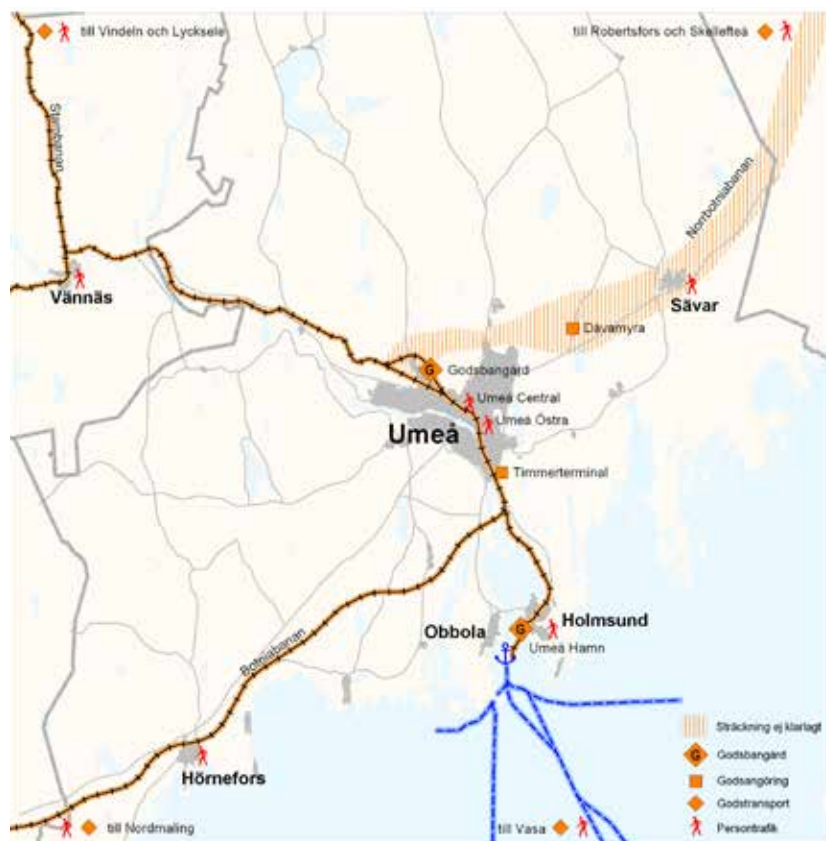 till Vindeln och Lycksele
till Robertsfors och Skellefteå
Stambanan
Norrbotniabanan
Vännäs
Sävar
Dåvamyra
Godsbangård
G
Umeå Central
Umeå Östra
Umeå
Timmerterminal
Obbola
Holmsund
G
Umeå Hamn
Botniabanan
Hörnefors
till Nordmaling
till Vasa
Sträckning ej klarlagt
G
Godsbangård
Godsangöring
Godstransport
Persontrafik